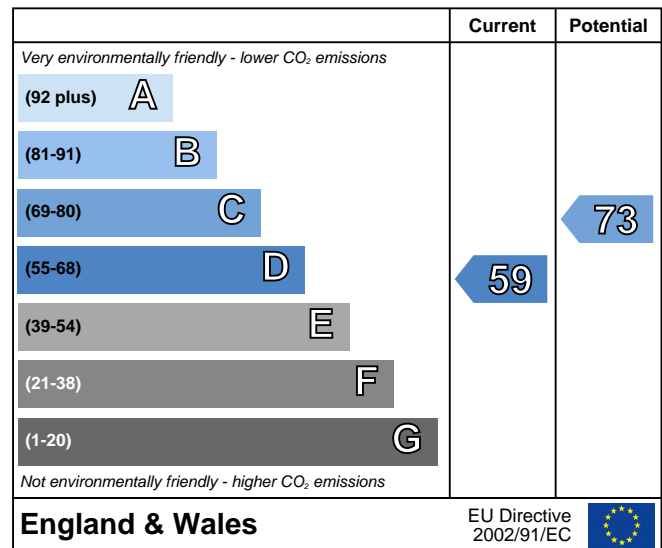 Current Potential
Very environmentally friendly - lower CO₂ emissions
(92 plus) A
(81-91) B
(69-80) C 73
(55-68) D 59
(39-54) E
(21-38) F
(1-20) G
Not environmentally friendly - higher CO₂ emissions
England & Wales
EU Directive
2002/91/EC